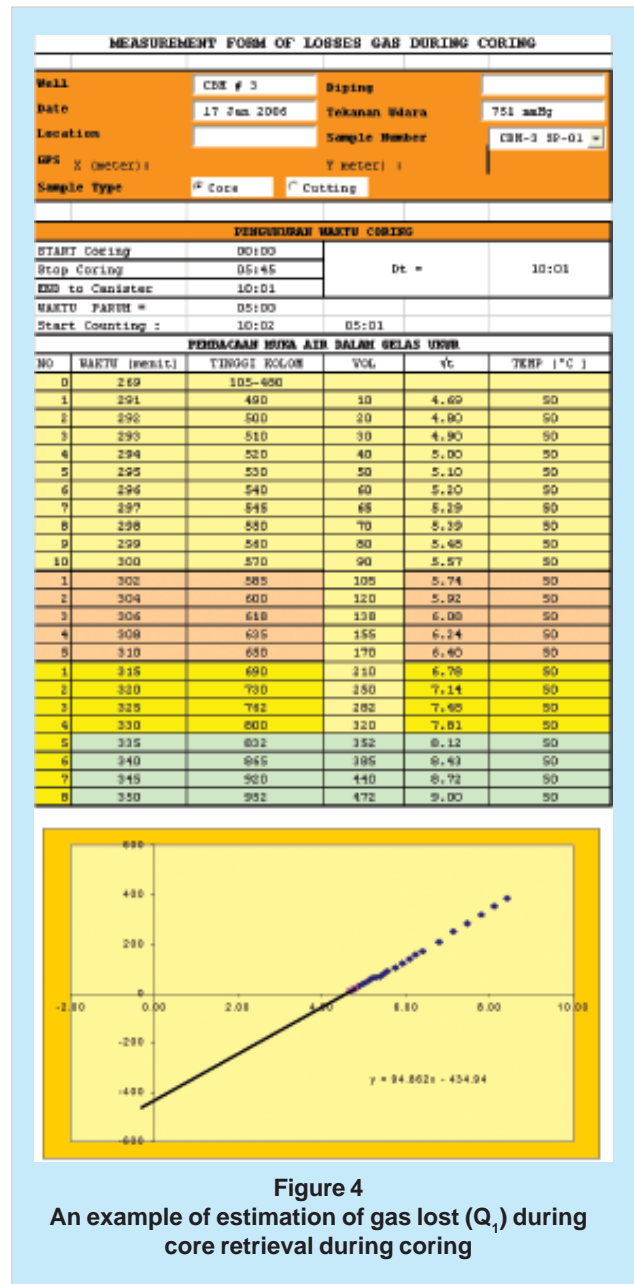 MEASUREMENT FORM OF LOSSES GAS DURING CORING
Well CBM # 3 Diping
Date 17 Jun 2006 Tekanan Udara 751 mmHg
Location Sample Number CBM-3 SP-01
GPS X (meter): Y meter) :
Sample Type Core Cutting
PENGUKURAN WAKTU CORING
START Coring 00:00
Stop Coring 05:45 Dt = 10:01
END to Canister 10:01
WAKTU PARUH = 05:00
Start Counting : 10:02 05:01
PEMBACAAN MUKA AIR DALAM GELAS UKUR
NO WAKTU (menit) TINGGI KOLOM VOL √t TEMP (°C )
0 269 105-480
1 291 490 10 4.69 50
2 292 500 20 4.80 50
3 293 510 30 4.90 50
4 294 520 40 5.00 50
5 295 530 50 5.10 50
6 296 540 60 5.20 50
7 297 545 65 5.29 50
8 298 550 70 5.39 50
9 299 560 80 5.48 50
10 300 570 90 5.57 50
1 302 585 105 5.74 50
2 304 600 120 5.92 50
3 306 618 138 6.08 50
4 308 635 155 6.24 50
5 310 650 170 6.40 50
1 315 690 210 6.78 50
2 320 730 250 7.14 50
3 325 762 282 7.48 50
4 330 800 320 7.81 50
5 335 832 352 8.12 50
6 340 865 385 8.43 50
7 345 920 440 8.72 50
8 350 952 472 9.00 50
600
400
200
0
-2.00 0.00 2.00 4.00 6.00 8.00 10.00
-200
y = 94.862x - 434.94
-400
-600
Figure 4
An example of estimation of gas lost (Q₁) during
core retrieval during coring